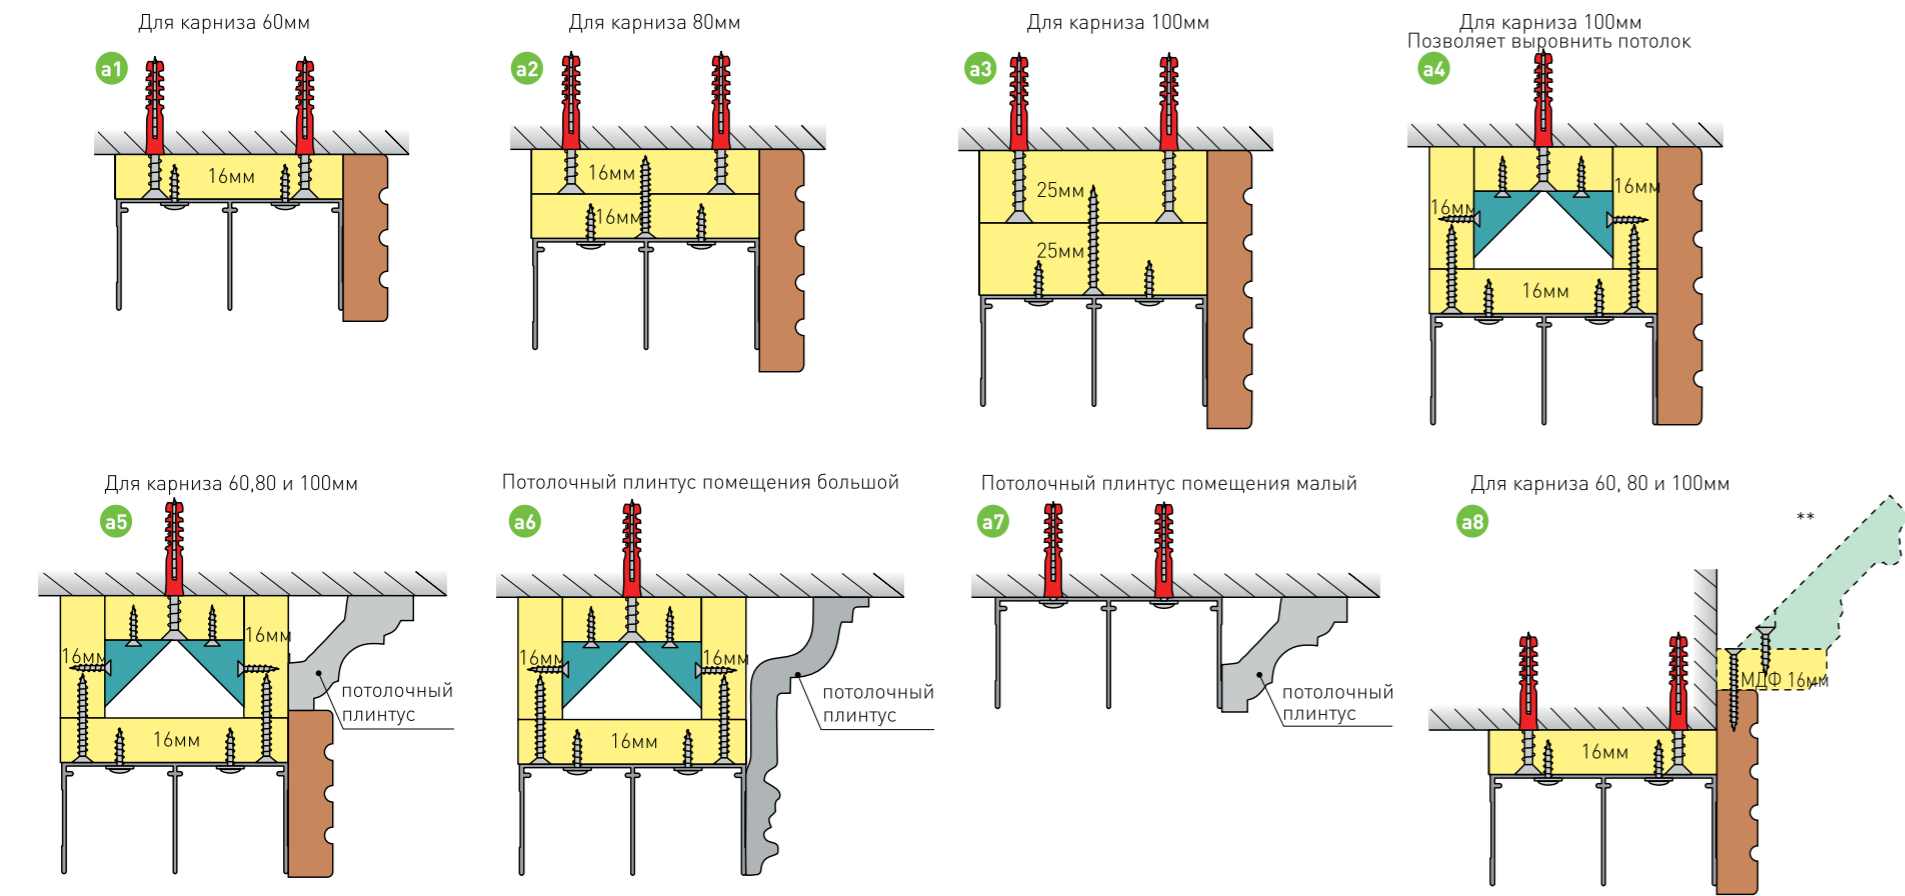 Для карниза 60мм
Для карниза 80мм
Для карниза 100мм
Для карниза 100мм
Позволяет выровнить потолок
a1
a2
a3
a4
16мм
16мм
16мм
25мм
25мм
16мм
16мм
16мм
Для карниза 60,80 и 100мм
Потолочный плинтус помещения большой
Потолочный плинтус помещения малый
Для карниза 60, 80 и 100мм
a5
a6
a7
a8
**
16мм
16мм
16мм
потолочный
плинтус
16мм
16мм
16мм
потолочный
плинтус
потолочный
плинтус
МДФ 16мм
16мм